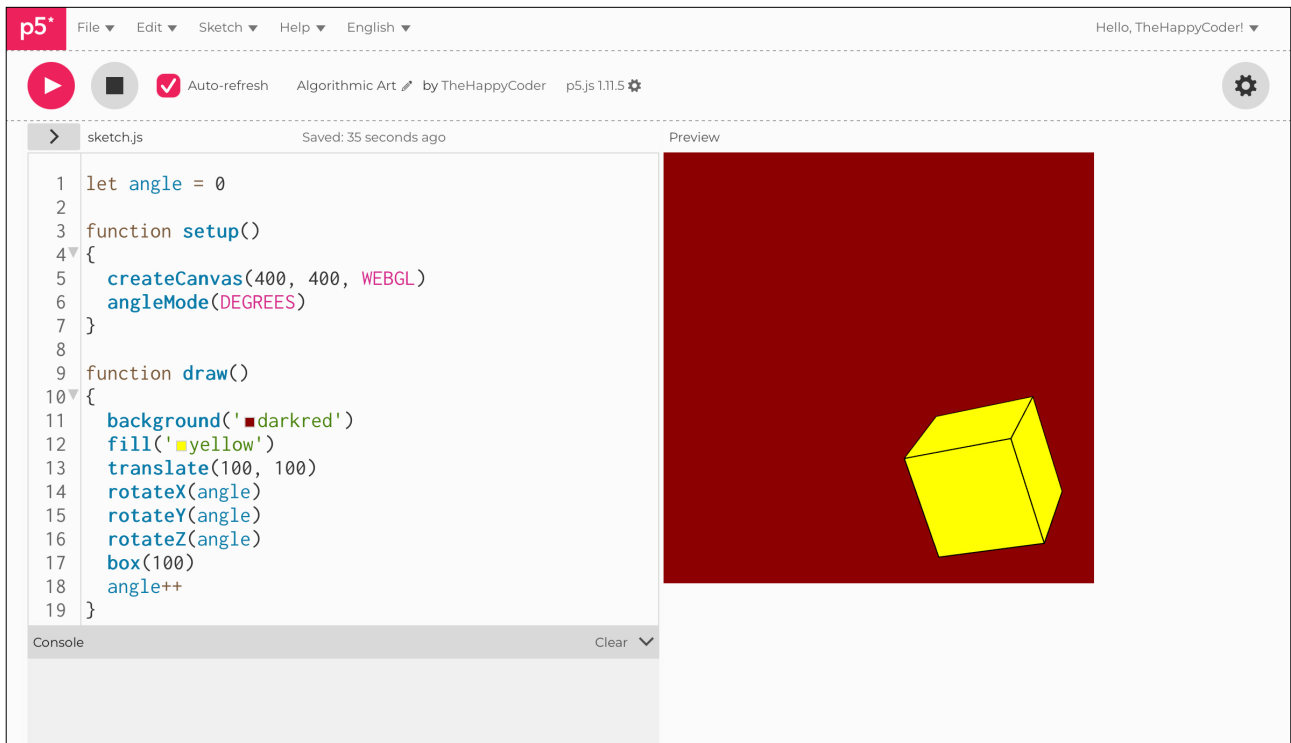 p5* File Edit Sketch Help English Hello, TheHappyCoder!
Auto-refresh Algorithmic Art by TheHappyCoder p5.js 1.11.5
sketch.js Saved: 35 seconds ago Preview
1 let angle = 0
2
3 function setup()
4 {
5   createCanvas(400, 400, WEBGL)
6   angleMode(DEGREES)
7 }
8
9 function draw()
10 {
11   background('darkred')
12   fill('yellow')
13   translate(100, 100)
14   rotateX(angle)
15   rotateY(angle)
16   rotateZ(angle)
17   box(100)
18   angle++
19 }
Console Clear